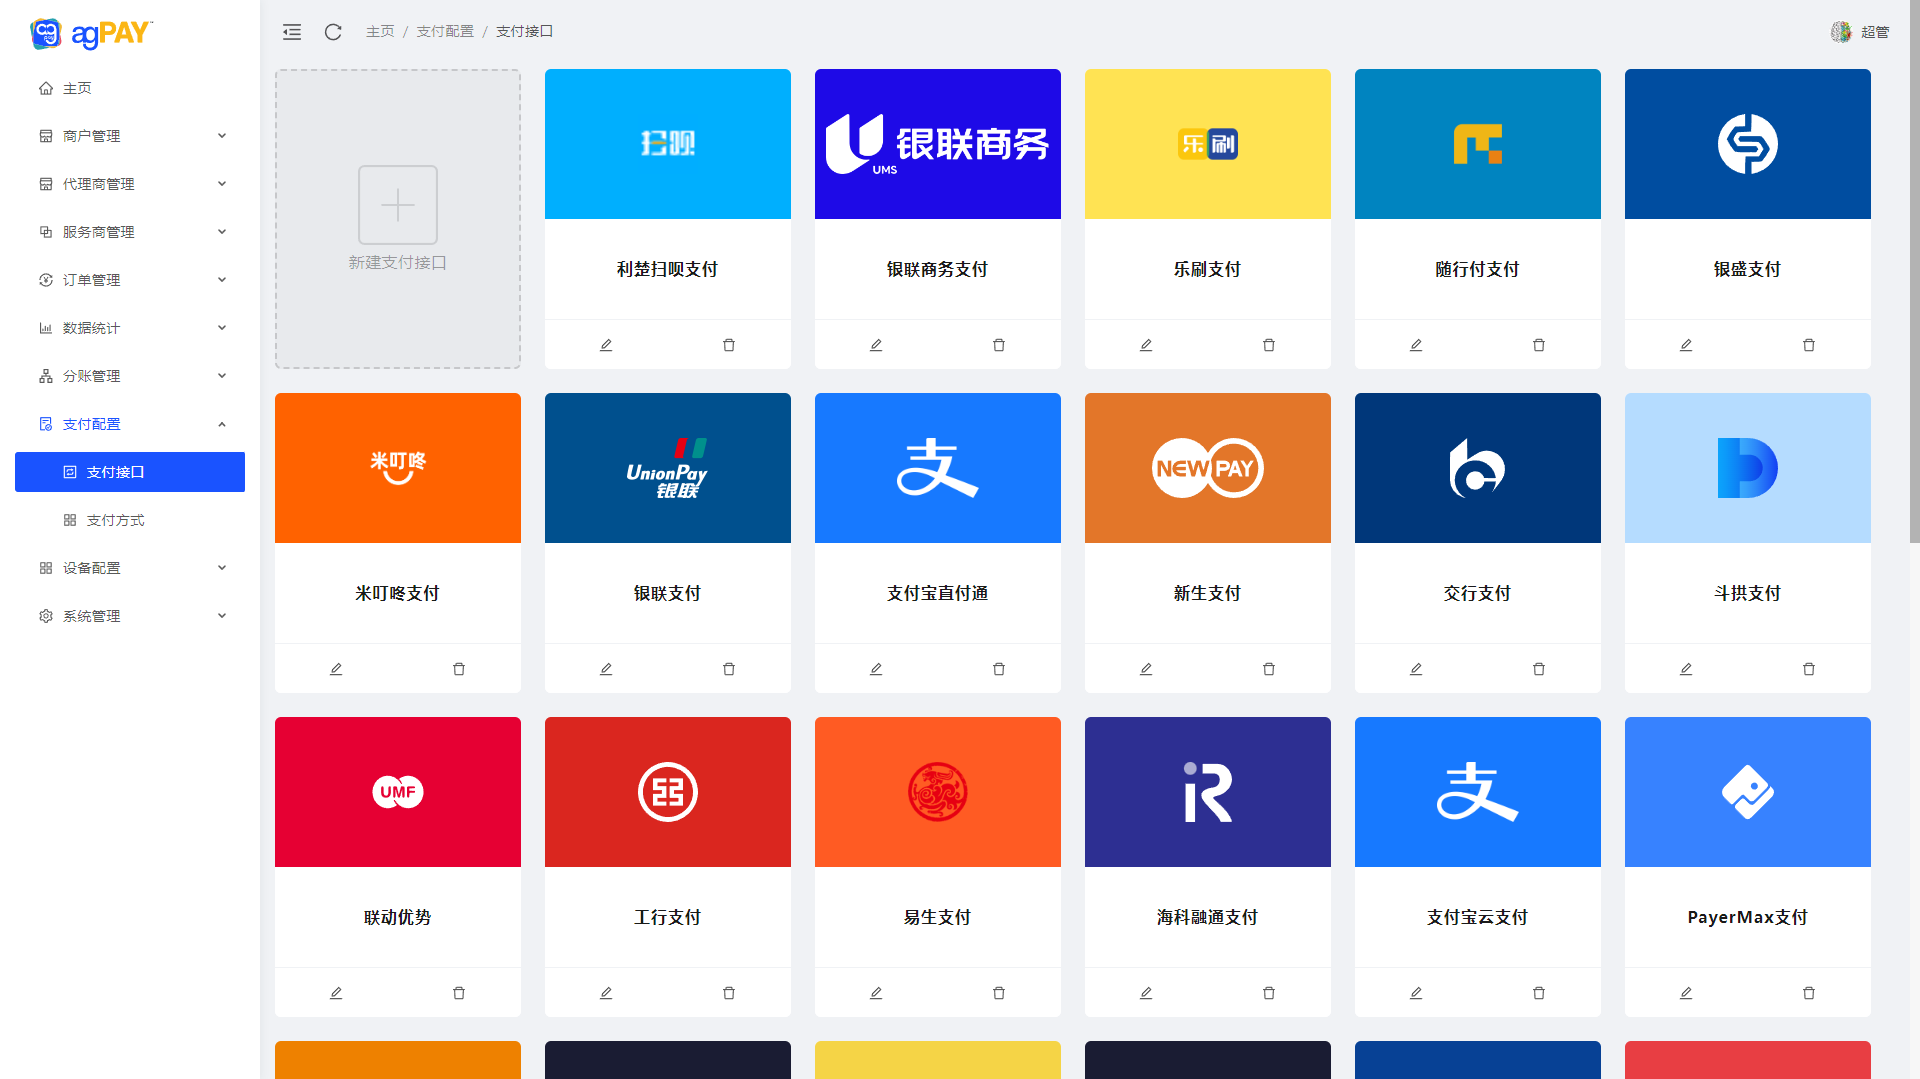 agPAY
主页 / 支付配置 / 支付接口
超管
主页
商户管理
代理商管理
服务商管理
订单管理
数据统计
分账管理
支付配置
支付接口
支付方式
设备配置
系统管理
新建支付接口
扫呗
利楚扫呗支付
银联商务
UMS
银联商务支付
乐刷
乐刷支付
随行付支付
银盛支付
米叮咚
米叮咚支付
UnionPay
银联
银联支付
支
支付宝直付通
NEW PAY
新生支付
交行支付
斗拱支付
UMF
联动优势
工行支付
易生支付
海科融通支付
支
支付宝云支付
PayerMax支付